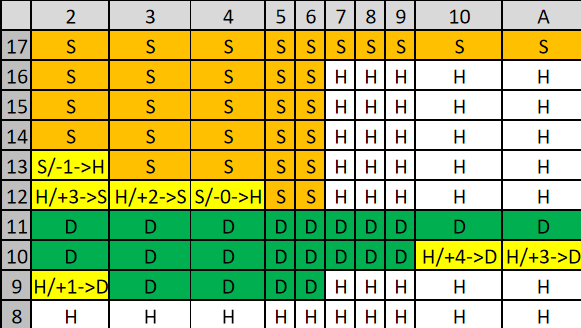 2 3 4 5 6 7 8 9 10 A
17 S S S S S S S S S S
16 S S S S S H H H H H
15 S S S S S H H H H H
14 S S S S S H H H H H
13 S/-1->H S S S S H H H H H
12 H/+3->S H/+2->S S/-0->H S S H H H H H
11 D D D D D D D D D D
10 D D D D D D D D H/+4->D H/+3->D
9 H/+1->D D D D D H H H H H
8 H H H H H H H H H H